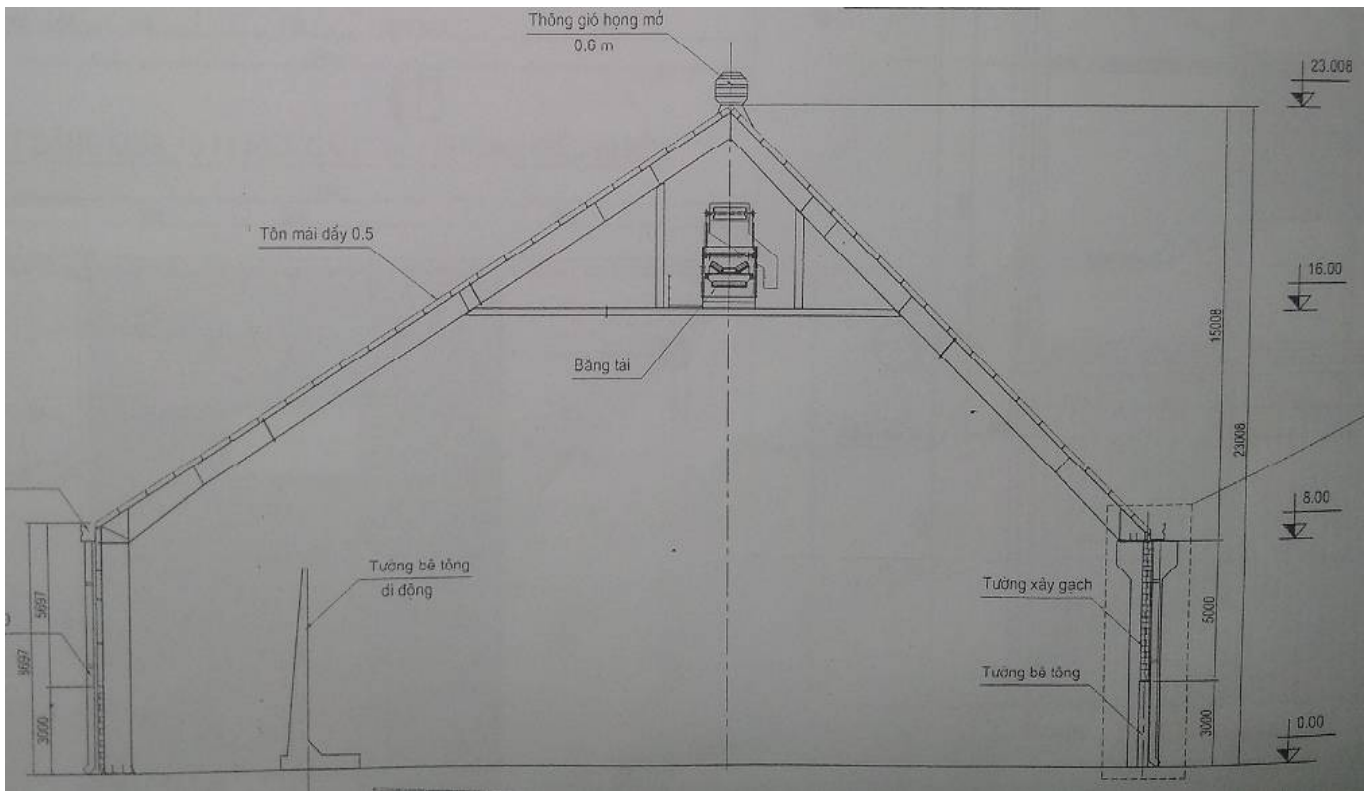 Thông gió họng mở
0.6 m
23.008
Tôn mái dầy 0.5
16.00
15008
23008
Băng tải
8.00
Tường bê tông
di động
Tường xây gạch
5697
8697
5000
Tường bê tông
3000
3000
0.00